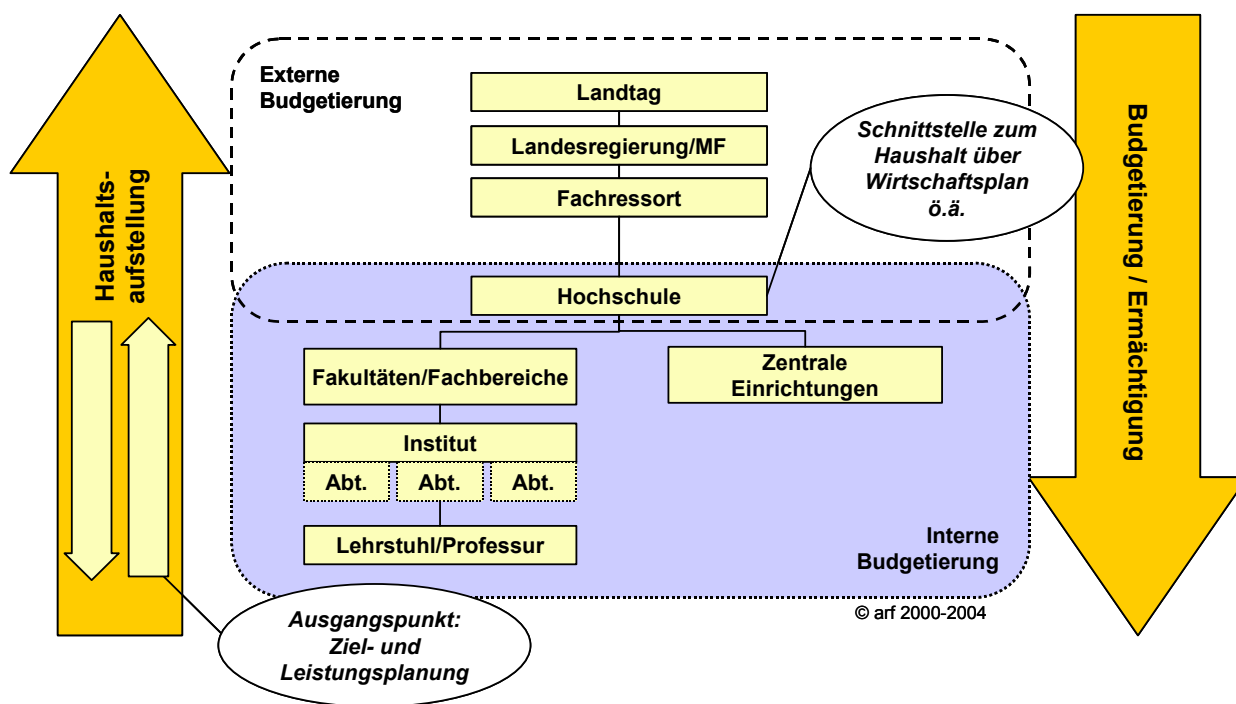 Externe
Budgetierung
Landtag
Landesregierung/MF
Fachressort
Schnittstelle zum
Haushalt über
Wirtschaftsplan
ö.ä.
Haushalts-
aufstellung
Budgetierung / Ermächtigung
Hochschule
Fakultäten/Fachbereiche
Zentrale
Einrichtungen
Institut
Abt. Abt. Abt.
Lehrstuhl/Professur
Interne
Budgetierung
© arf 2000-2004
Ausgangspunkt:
Ziel- und
Leistungsplanung